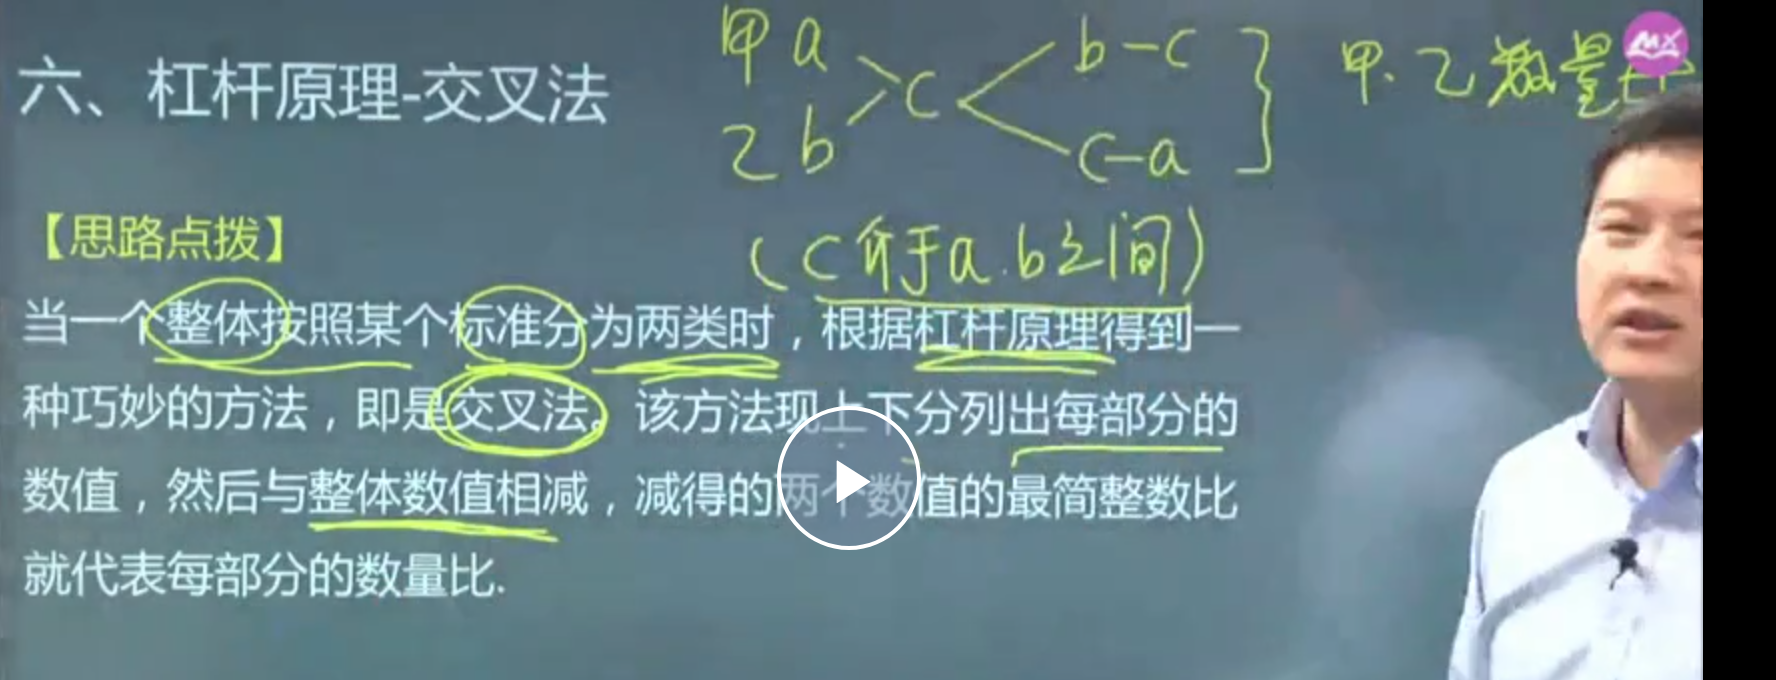 六、杠杆原理-交叉法
甲 a
乙 b
c
b-c
c-a
甲.乙数量
MX
(c介于a.b之间)
【思路点拨】
当一个整体按照某个标准分为两类时，根据杠杆原理得到一
种巧妙的方法，即是交叉法。该方法现上下分列出每部分的
数值，然后与整体数值相减，减得的两个数值的最简整数比
就代表每部分的数量比.